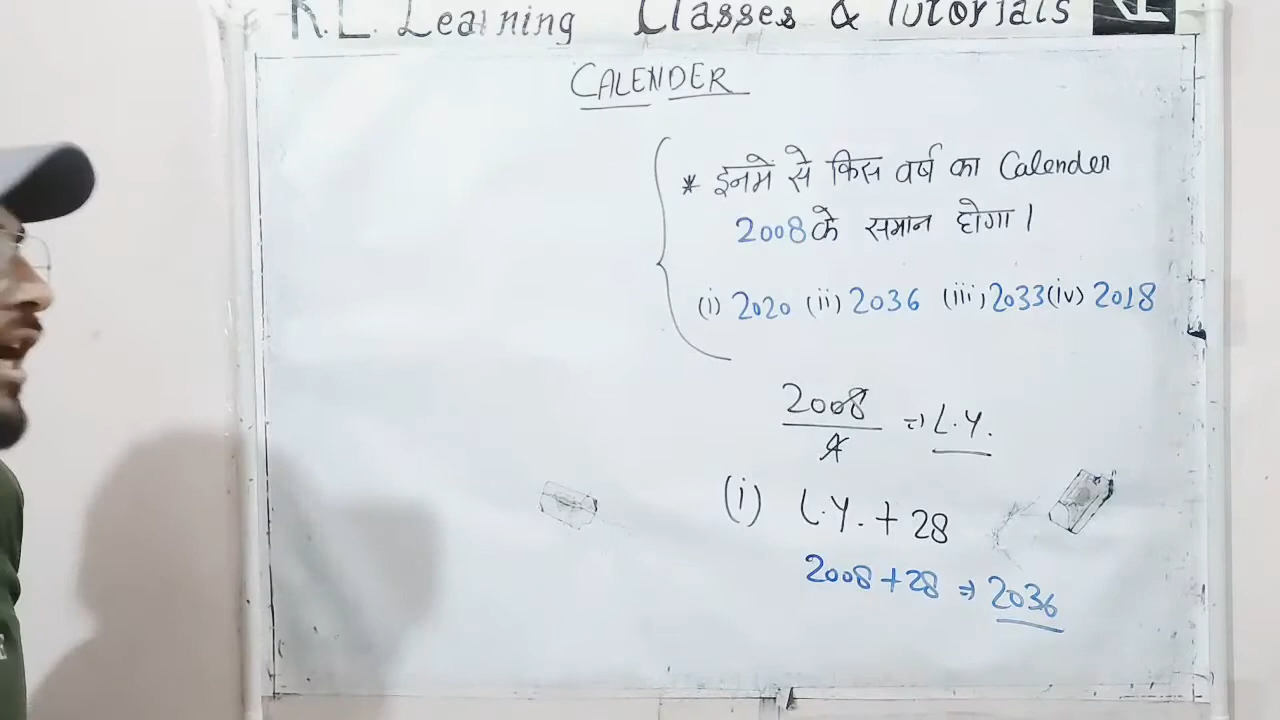 R.L. Learning Classes & Tutorials RL
CALENDER
* इनमे से किस वर्ष का Calender
2008 के समान होगा।
(i) 2020 (ii) 2036 (iii) 2033 (iv) 2018
2008
4
⇒ L.Y.
(i) L.Y. + 28
2008 + 28 ⇒ 2036